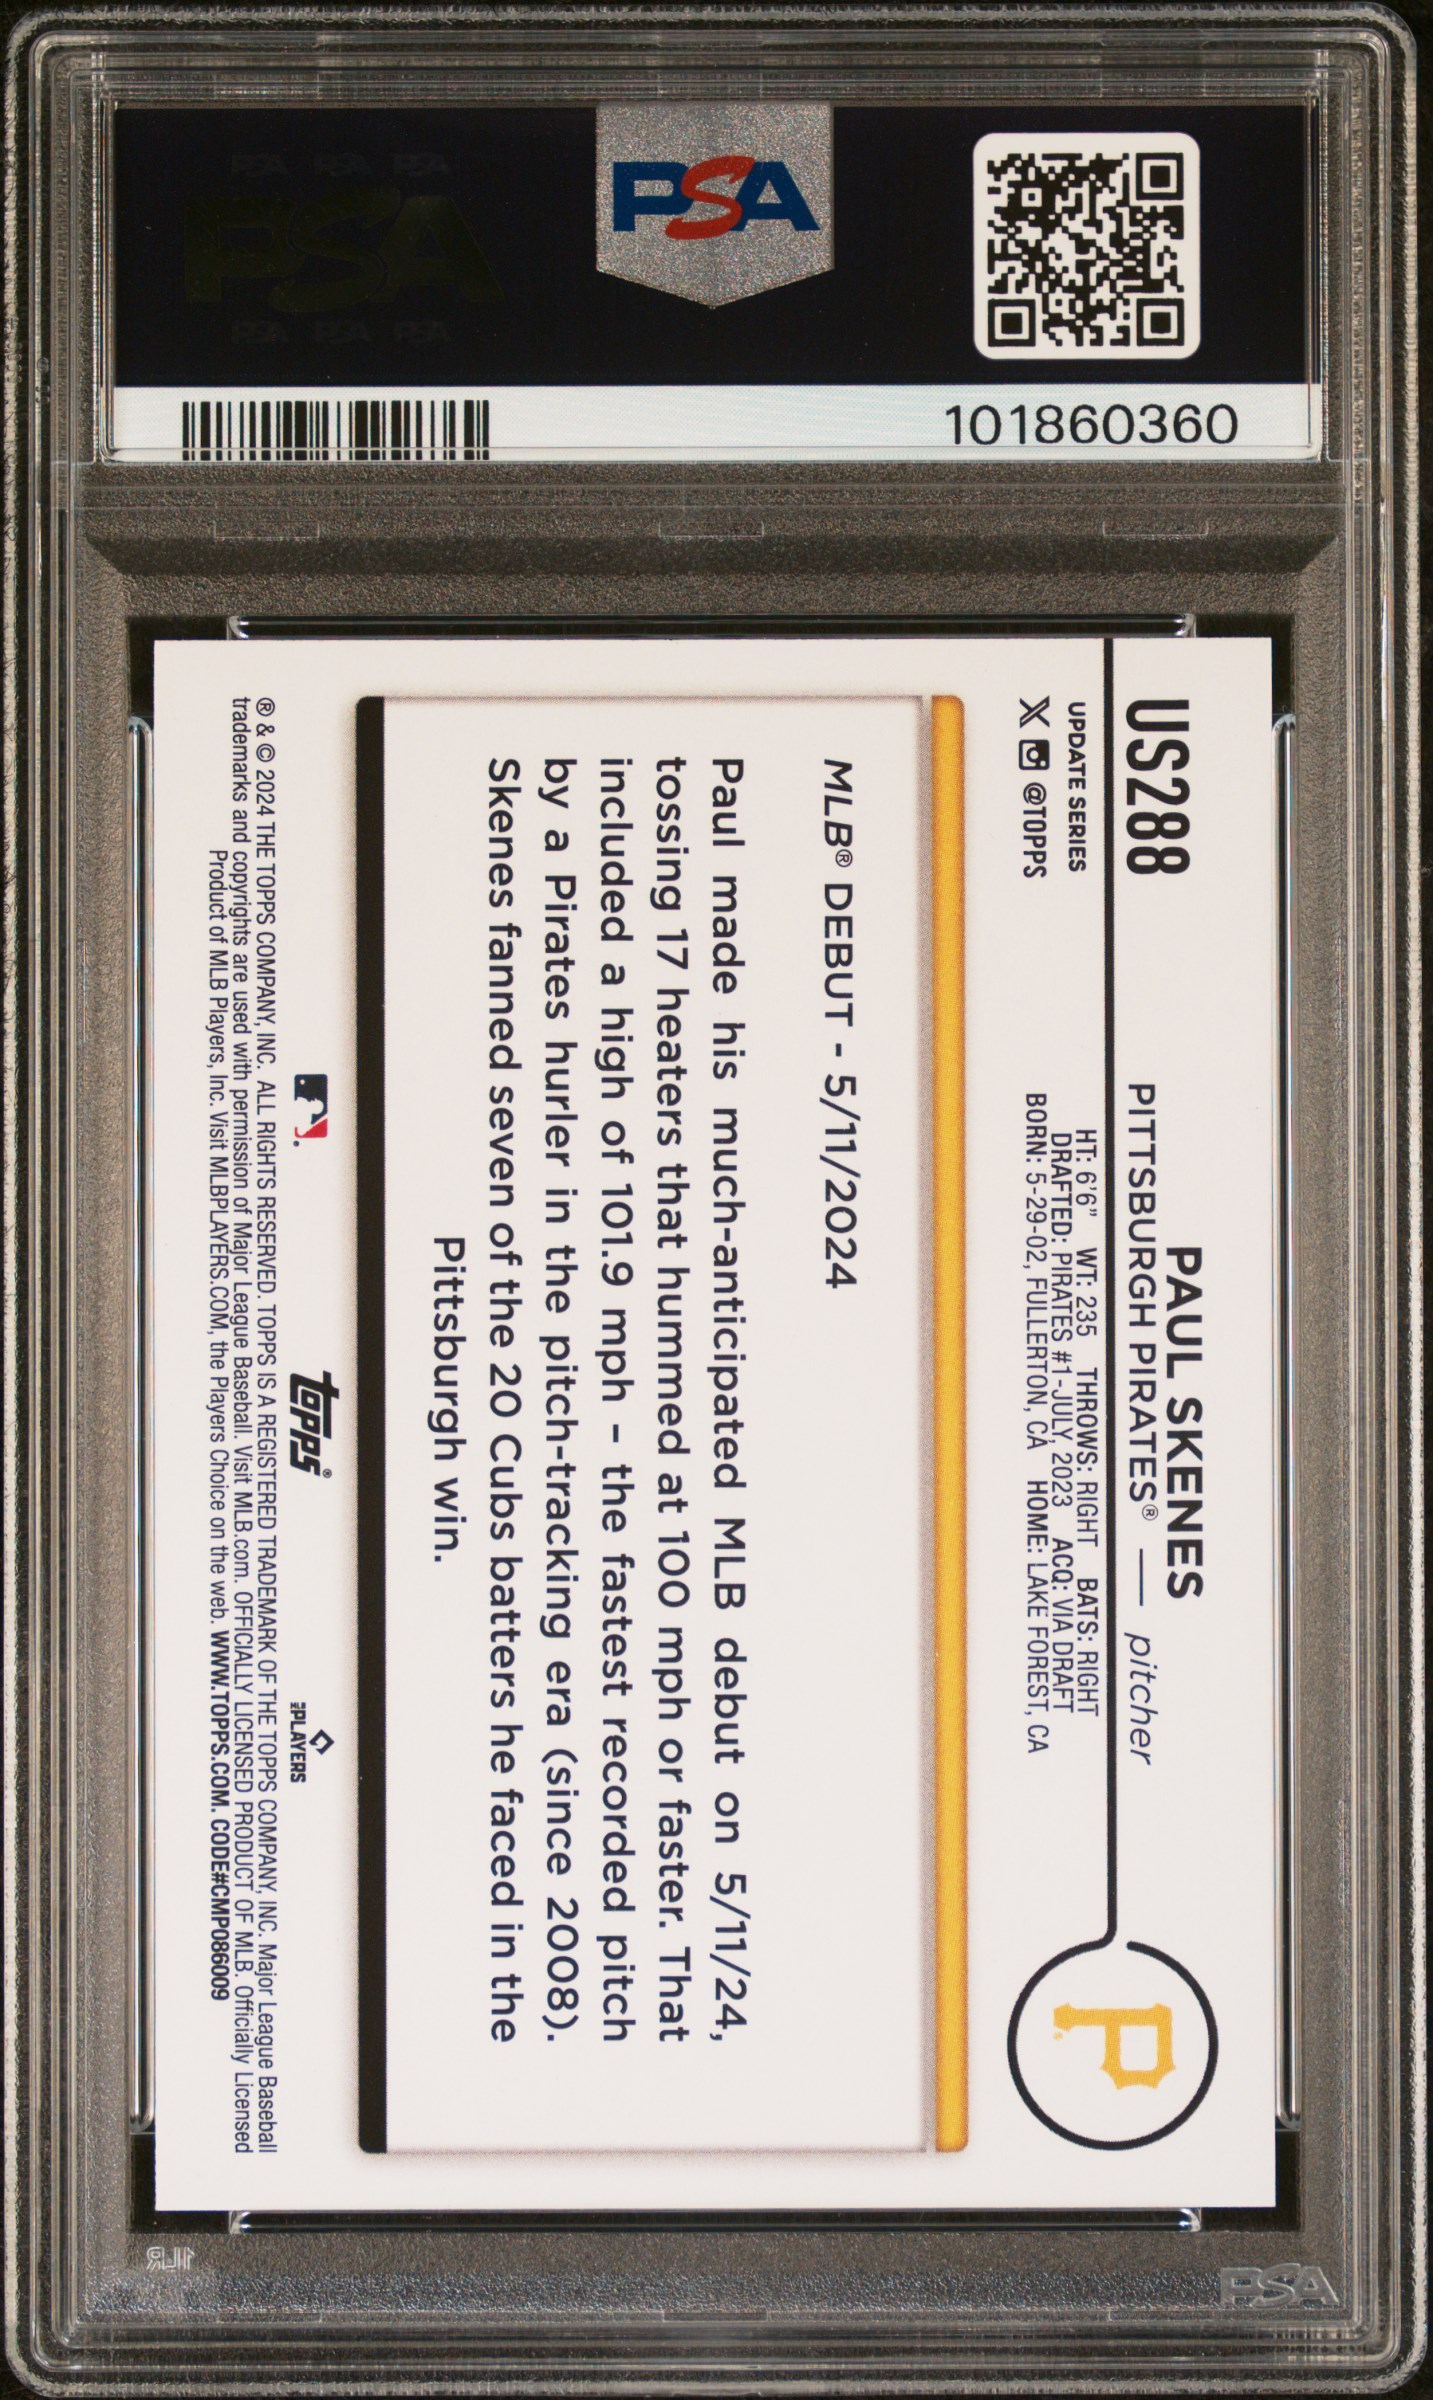 PSA PSA PSA
PSA
PSA PSA PSA
PSA
101860360
US288
PAUL SKENES
PITTSBURGH PIRATES® — pitcher
UPDATE SERIES
X @TOPPS
HT: 6'6" WT: 235 THROWS: RIGHT BATS: RIGHT
DRAFTED: PIRATES #1-JULY, 2023 ACQ: VIA DRAFT
BORN: 5-29-02, FULLERTON, CA HOME: LAKE FOREST, CA
P
MLB® DEBUT - 5/11/2024
Paul made his much-anticipated MLB debut on 5/11/24,
tossing 17 heaters that hummed at 100 mph or faster. That
included a high of 101.9 mph – the fastest recorded pitch
by a Pirates hurler in the pitch-tracking era (since 2008).
Skenes fanned seven of the 20 Cubs batters he faced in the
Pittsburgh win.
topps®
PLAYERS
® & © 2024 THE TOPPS COMPANY, INC. ALL RIGHTS RESERVED. TOPPS IS A REGISTERED TRADEMARK OF THE TOPPS COMPANY, INC. Major League Baseball
trademarks and copyrights are used with permission of Major League Baseball. Visit MLB.com. OFFICIALLY LICENSED PRODUCT OF MLB. Officially Licensed
Product of MLB Players, Inc. Visit MLBPLAYERS.COM, the Players Choice on the web. WWW.TOPPS.COM. CODE#CMP086009
PSA